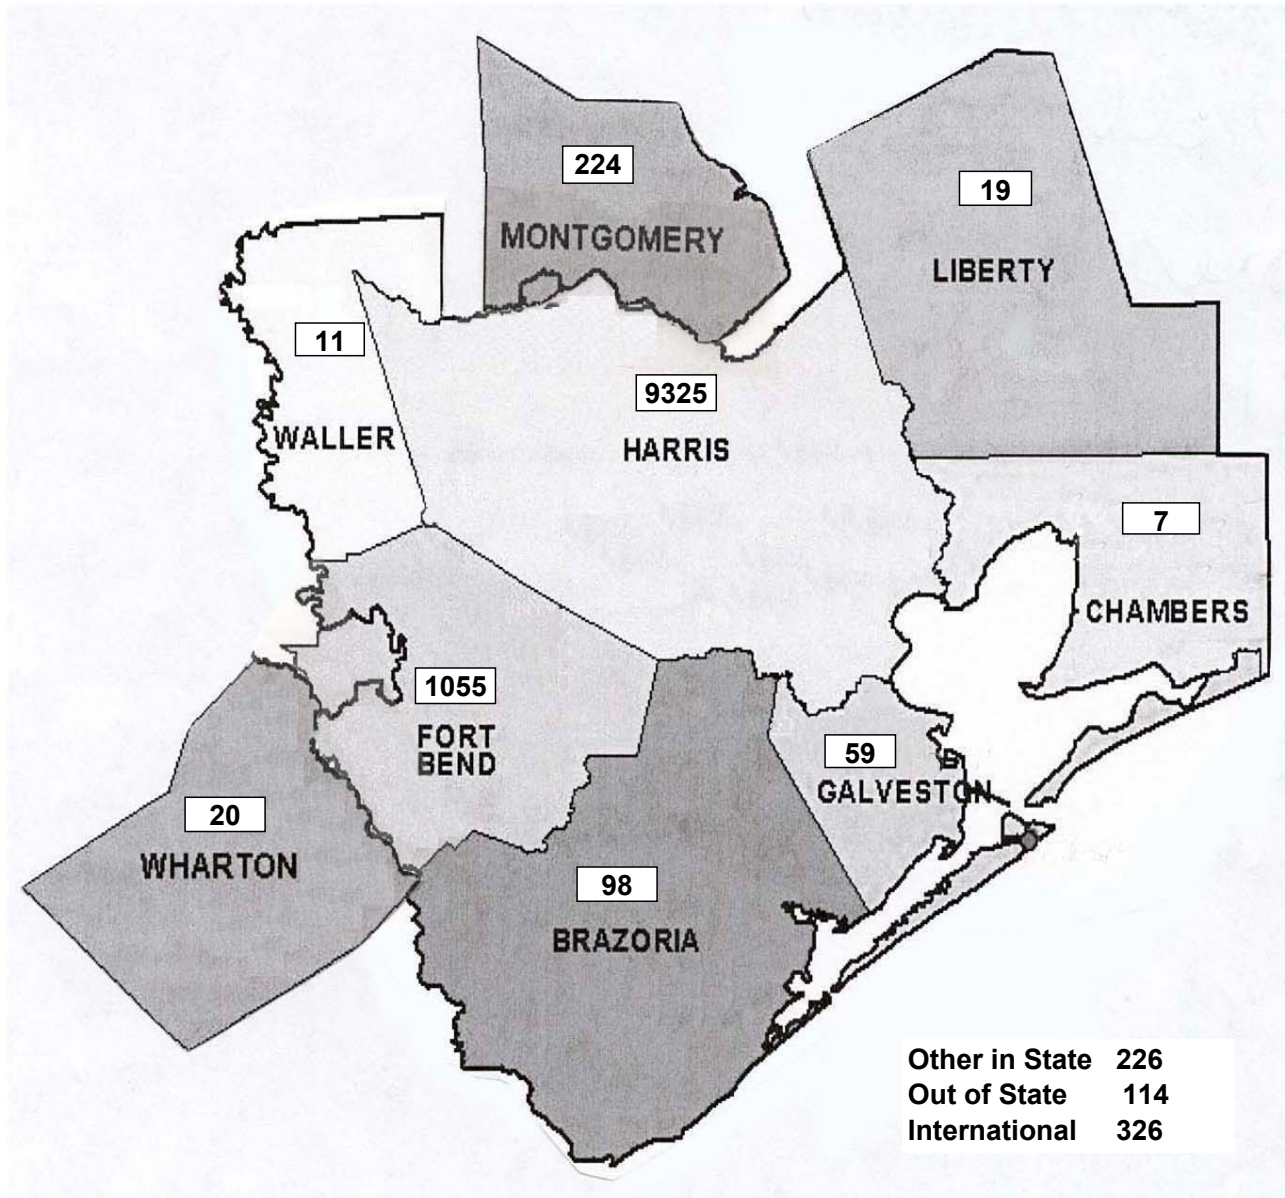 224
MONTGOMERY
19
LIBERTY
11
WALLER
9325
HARRIS
7
CHAMBERS
1055
FORT
BEND
59
GALVESTON
20
WHARTON
98
BRAZORIA
Other in State 226
Out of State 114
International 326